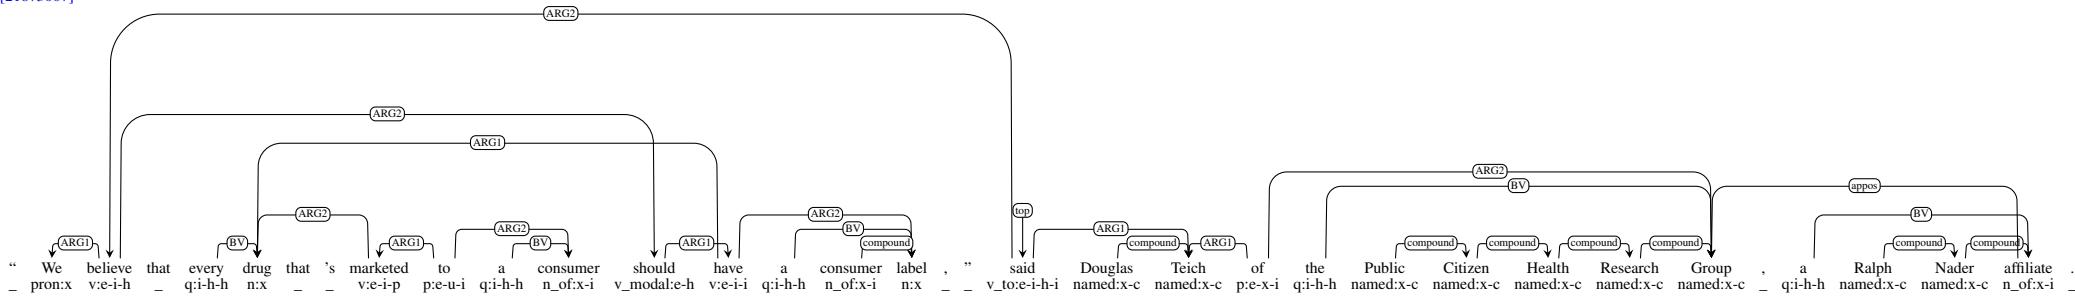 ARG2
ARG2
ARG1
ARG2
BV appos
top
ARG2 ARG2 BV
ARG2 BV ARG1
ARG1 BV ARG1 BV ARG1 compound compound ARG1 compound compound compound compound compound compound
“ We believe that every drug that ’s marketed to a consumer should have a consumer label , ” said Douglas Teich of the Public Citizen Health Research Group , a Ralph Nader affiliate .
_ pron:x v:e-i-h _ q:i-h-h n:x _ _ v:e-i-p p:e-u-i q:i-h-h n_of:x-i v_modal:e-h v:e-i-i q:i-h-h n_of:x-i n:x _ _ v_to:e-i-h-i named:x-c named:x-c p:e-x-i q:i-h-h named:x-c named:x-c named:x-c named:x-c named:x-c _ q:i-h-h named:x-c named:x-c n_of:x-i _